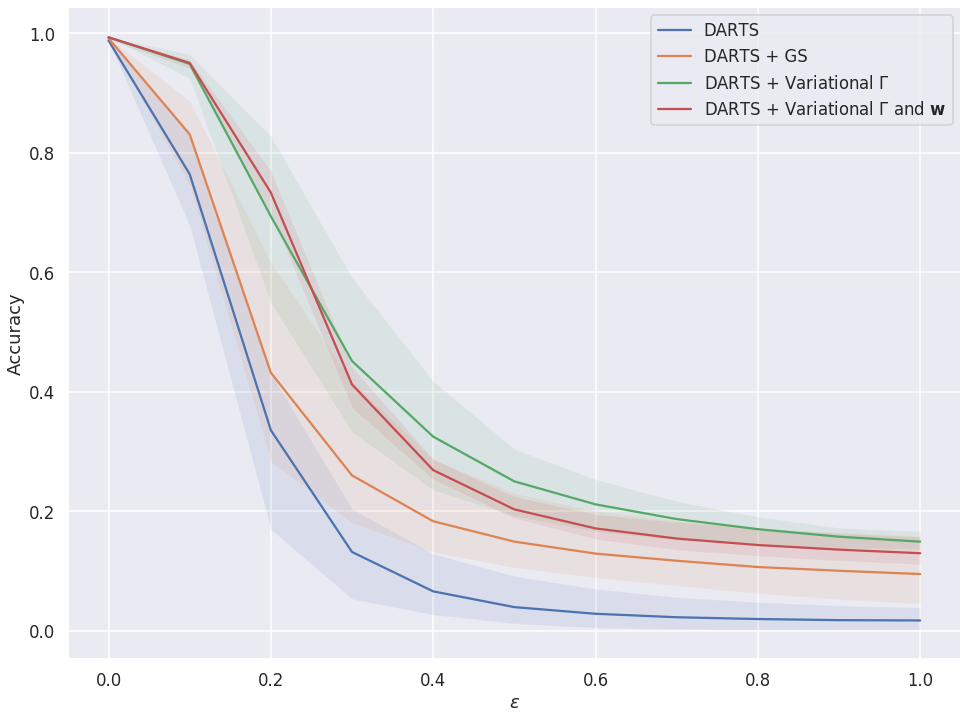 DARTS
DARTS + GS
DARTS + Variational Γ
DARTS + Variational Γ and w
1.0
0.8
0.6
0.4
0.2
0.0
Accuracy
0.0 0.2 0.4 0.6 0.8 1.0
ε